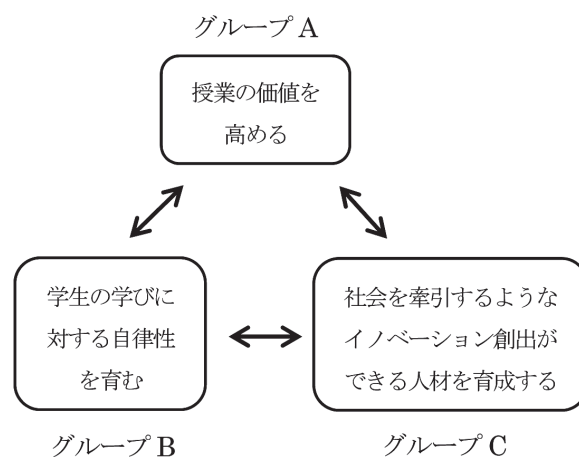 グループ A
授業の価値を
高める
学生の学びに
対する自律性
を育む
グループ B
社会を牽引するような
イノベーション創出が
できる人材を育成する
グループ C